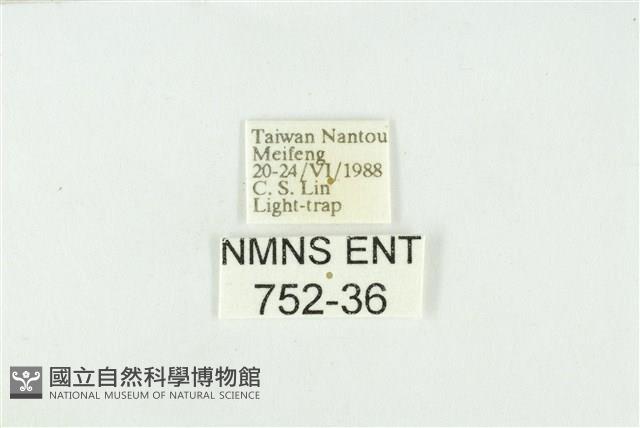 Taiwan Nantou
Meifeng
20-24/VI/1988
C. S. Lin
Light-trap
NMNS ENT
752-36
國立自然科學博物館
NATIONAL MUSEUM OF NATURAL SCIENCE